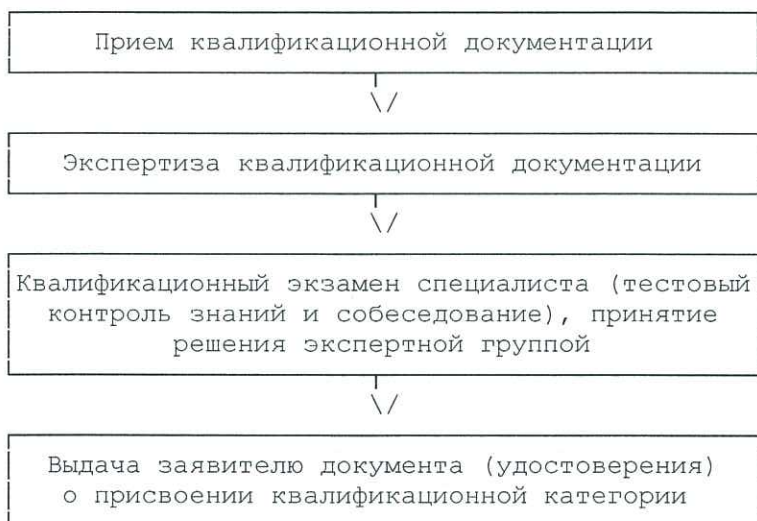 Прием квалификационной документации
\/
Экспертиза квалификационной документации
\/
Квалификационный экзамен специалиста (тестовый
контроль знаний и собеседование), принятие
решения экспертной группой
\/
Выдача заявителю документа (удостоверения)
о присвоении квалификационной категории